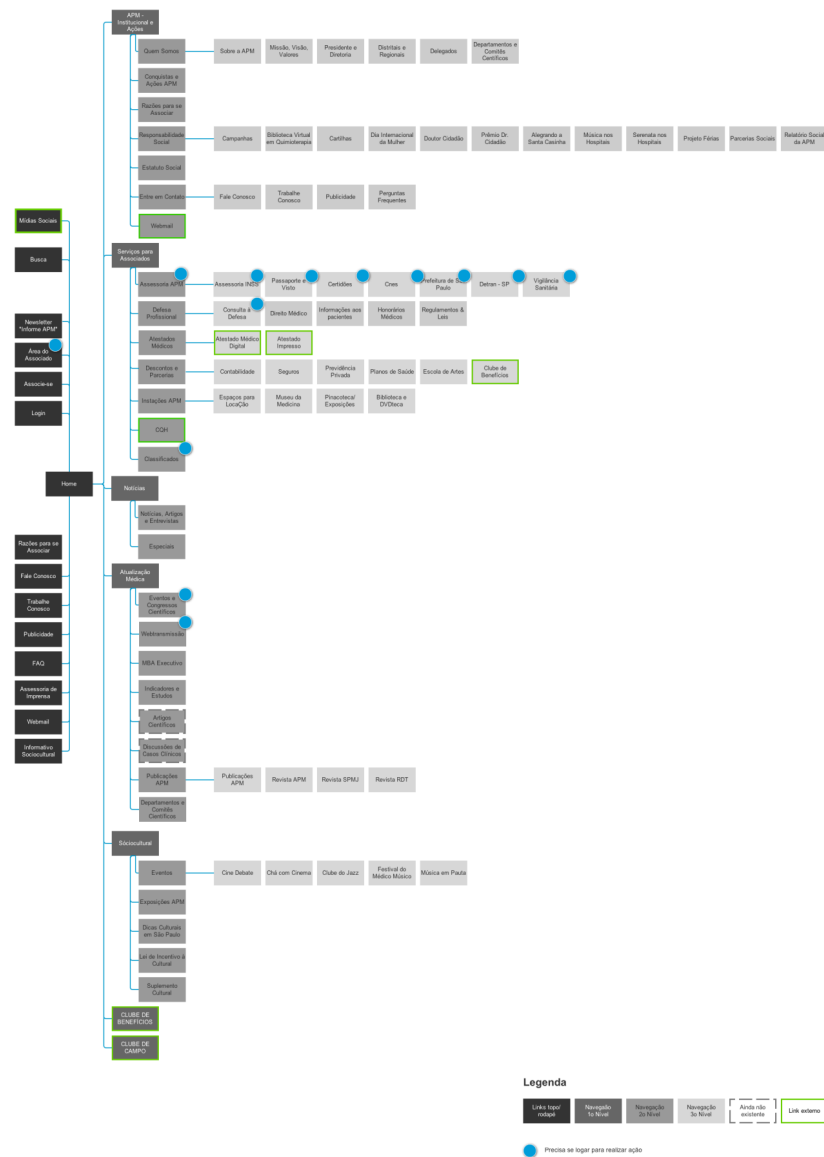 APM -
Institucional e
Ações
Quem Somos
Sobre a APM
Missão, Visão,
Valores
Presidente e
Diretoria
Distritais e
Regionais
Delegados
Departamentos e
Comitês
Científicos
Conquistas e
Ações APM
Razões para se
Associar
Responsabilidade
Social
Campanhas
Biblioteca Virtual
em Quimioterapia
Cartilhas
Dia Internacional
da Mulher
Doutor Cidadão
Prêmio Dr.
Cidadão
Alegrando a
Santa Casinha
Música nos
Hospitais
Serenata nos
Hospitais
Projeto Férias
Parcerias Sociais
Relatório Social
da APM
Estatuto Social
Entre em Contato
Fale Conosco
Trabalhe
Conosco
Publicidade
Perguntas
Frequentes
Webmail
Mídias Sociais
Busca
Newsletter
"Informe APM"
Área do
Associado
Associe-se
Login
Home
Razões para se
Associar
Fale Conosco
Trabalhe
Conosco
Publicidade
FAQ
Assessoria de
Imprensa
Webmail
Informativo
Sociocultural
Serviços para
Associados
Assessoria APM
Assessoria INSS
Passaporte e
Visto
Certidões
Cnes
Prefeitura de São
Paulo
Detran - SP
Vigilância
Sanitária
Defesa
Profissional
Consulta à
Defesa
Direito Médico
Informações aos
pacientes
Honorários
Médicos
Regulamentos &
Leis
Atestados
Médicos
Atestado Médico
Digital
Atestado
Impresso
Descontos e
Parcerias
Contabilidade
Seguros
Previdência
Privada
Planos de Saúde
Escola de Artes
Clube de
Benefícios
Instações APM
Espaços para
LocaÇão
Museu da
Medicina
Pinacoteca/
Exposições
Biblioteca e
DVDteca
CQH
Classificados
Notícias
Notícias, Artigos
e Entrevistas
Especiais
Atualização
Médica
Eventos e
Congressos
Científicos
Webtransmissão
MBA Executivo
Indicadores e
Estudos
Artigos
Científicos
Discussões de
Casos Clínicos
Publicações
APM
Publicações
APM
Revista APM
Revista SPMJ
Revista RDT
Departamentos e
Comitês
Científicos
Sóciocultural
Eventos
Cine Debate
Chá com Cinema
Clube do Jazz
Festival do
Médico Músico
Música em Pauta
Exposições APM
Dicas Culturais
em São Paulo
Lei de Incentivo à
Cultural
Suplemento
Cultural
CLUBE DE
BENEFÍCIOS
CLUBE DE
CAMPO
Legenda
Links topo/
rodapé
Navegaão
1o Nível
Navegação
2o Nível
Navegação
3o Nível
Ainda não
existente
Link externo
Precisa se logar para realizar ação